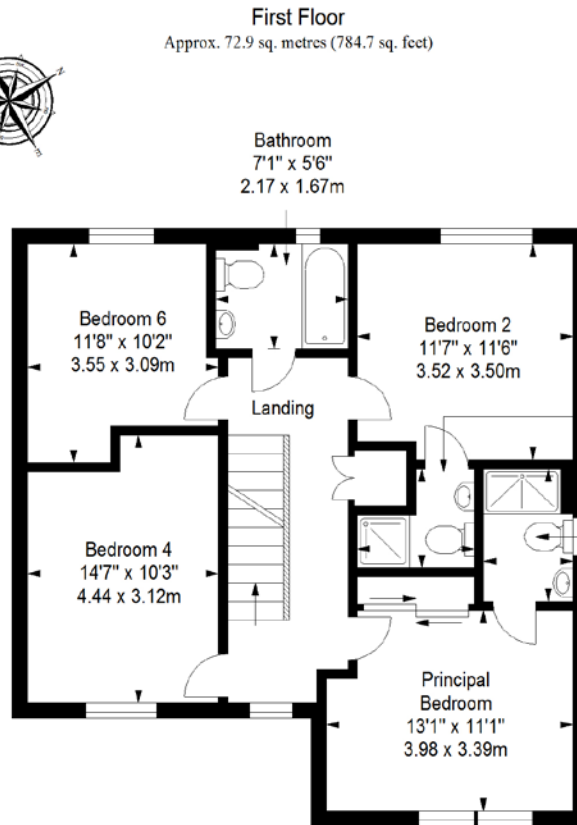 First Floor
Approx. 72.9 sq. metres (784.7 sq. feet)
Bathroom
7'1" x 5'6"
2.17 x 1.67m
Bedroom 6
11'8" x 10'2"
3.55 x 3.09m
Bedroom 2
11'7" x 11'6"
3.52 x 3.50m
Landing
Bedroom 4
14'7" x 10'3"
4.44 x 3.12m
Principal
Bedroom
13'1" x 11'1"
3.98 x 3.39m